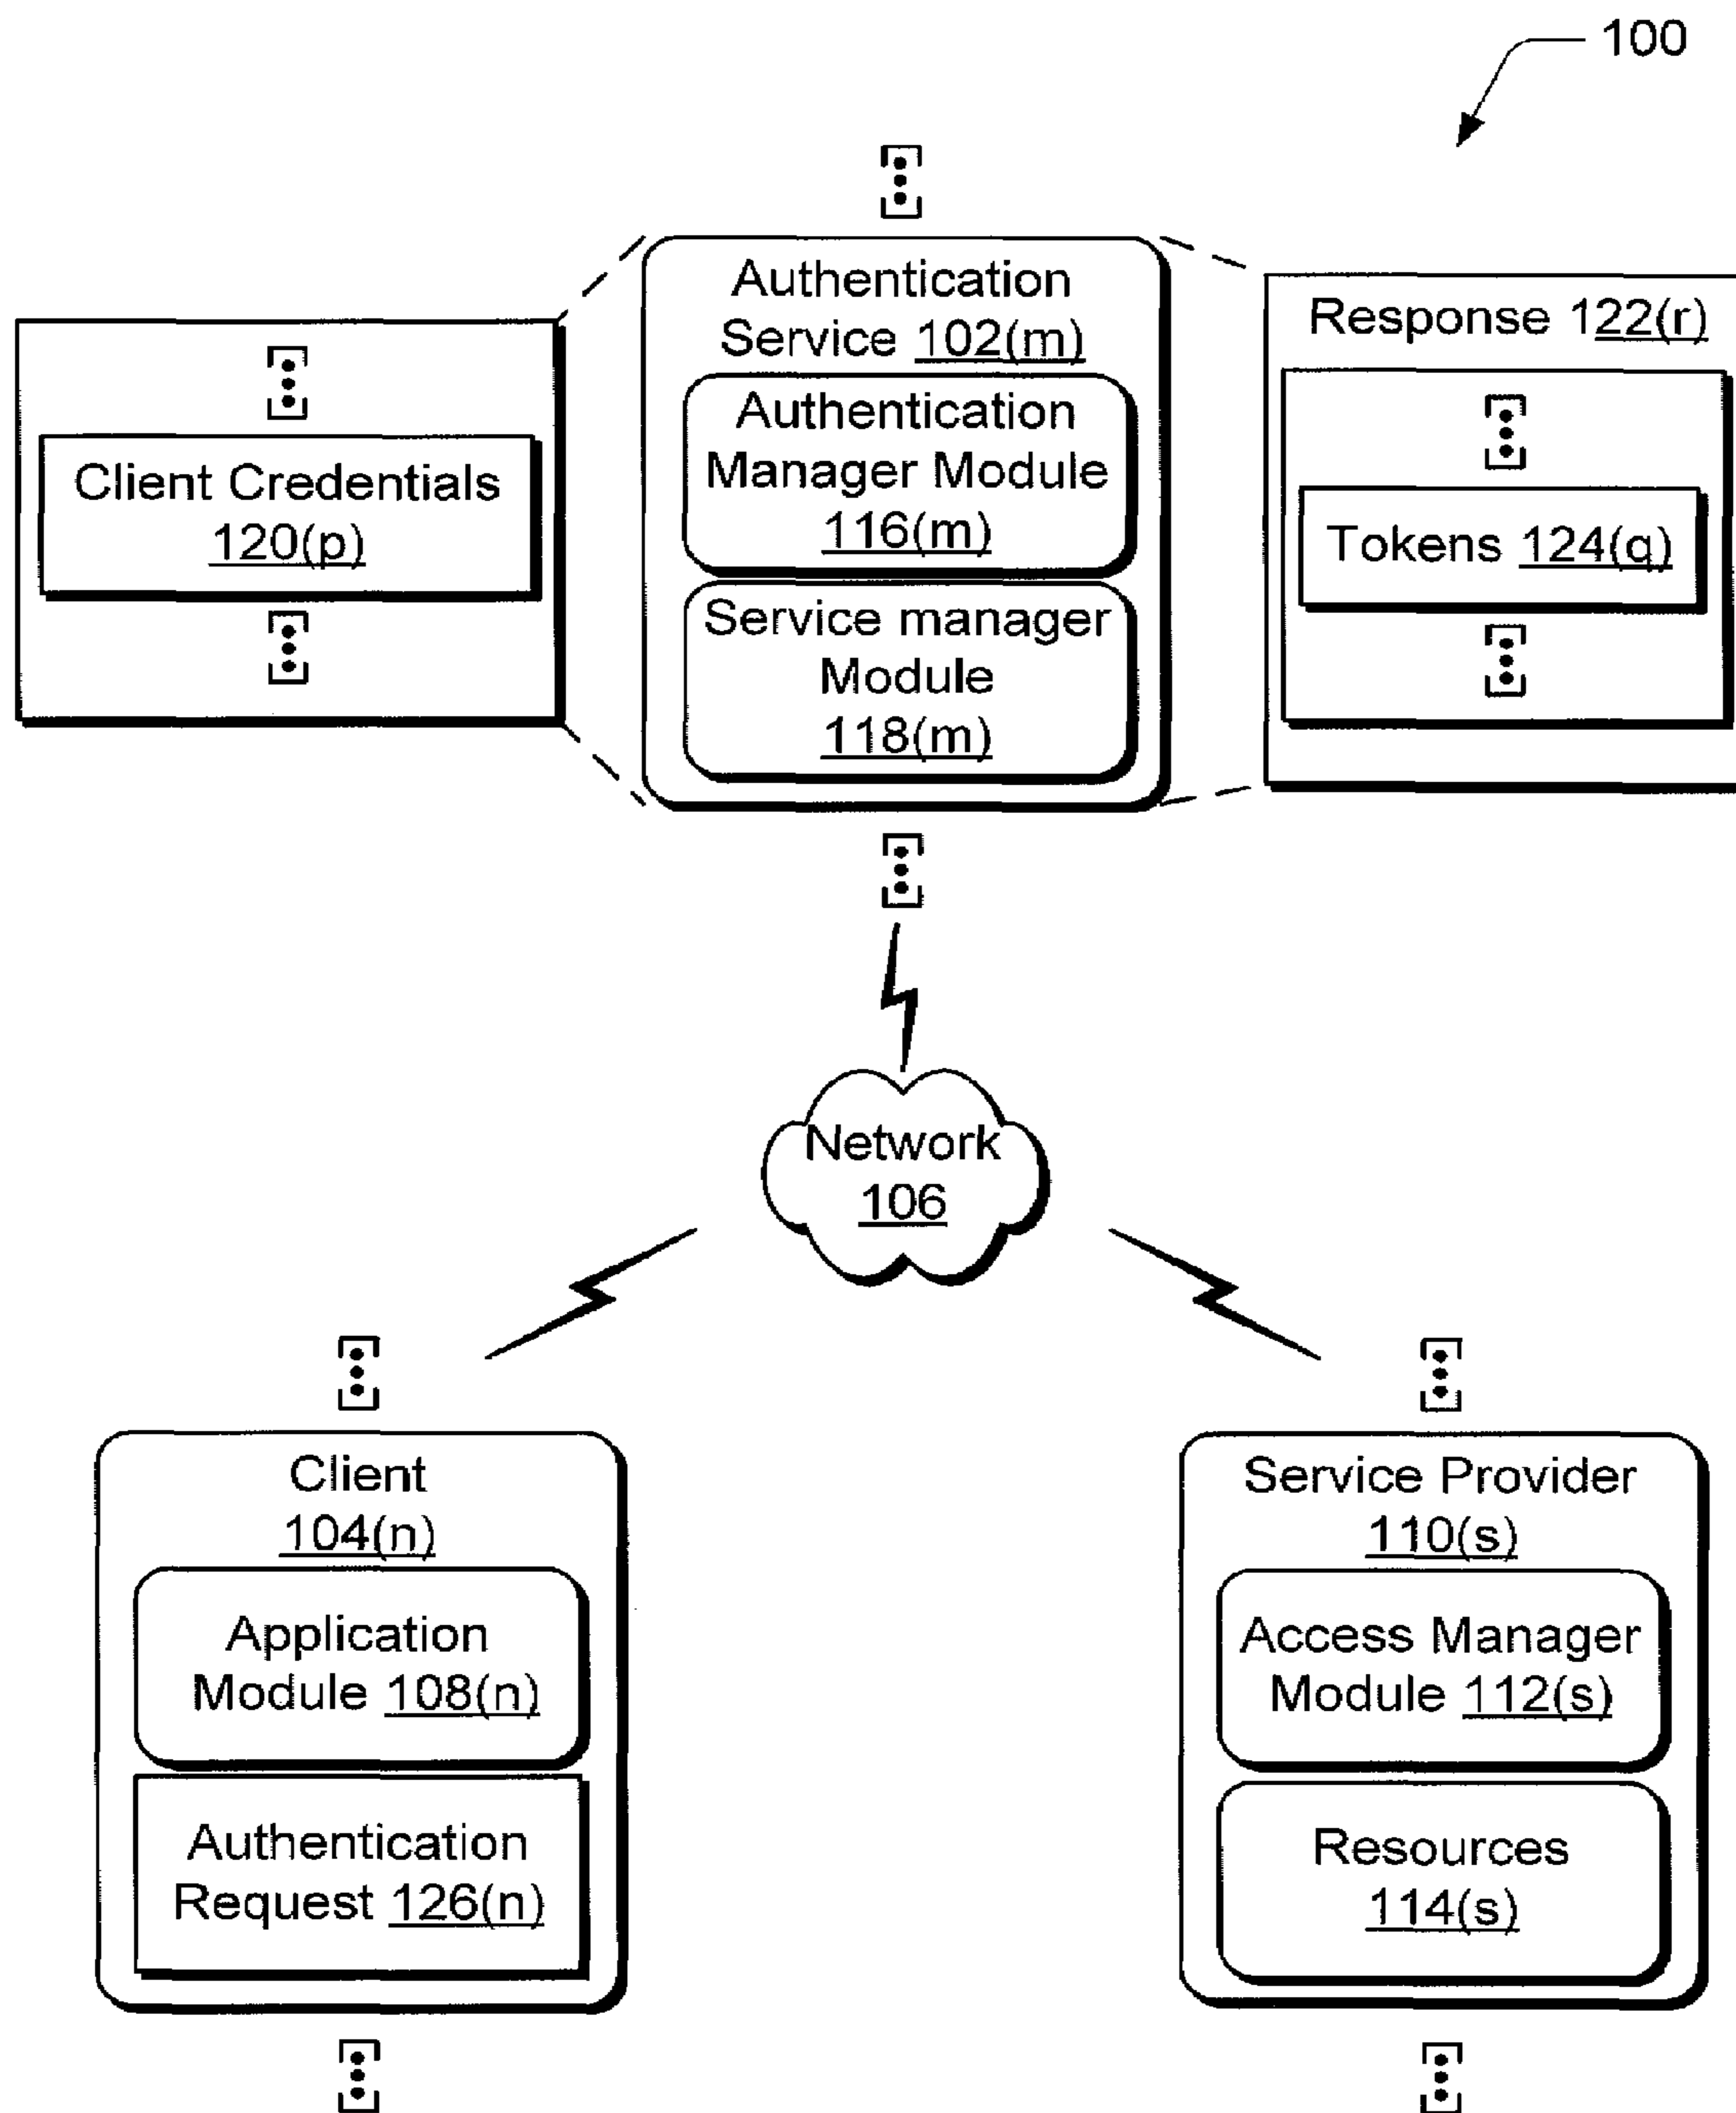 100
Authentication
Service 102(m)
Authentication
Manager Module
116(m)
Service manager
Module
118(m)
Client Credentials
120(p)
Response 122(r)
Tokens 124(q)
Network
106
Client
104(n)
Application
Module 108(n)
Authentication
Request 126(n)
Service Provider
110(s)
Access Manager
Module 112(s)
Resources
114(s)